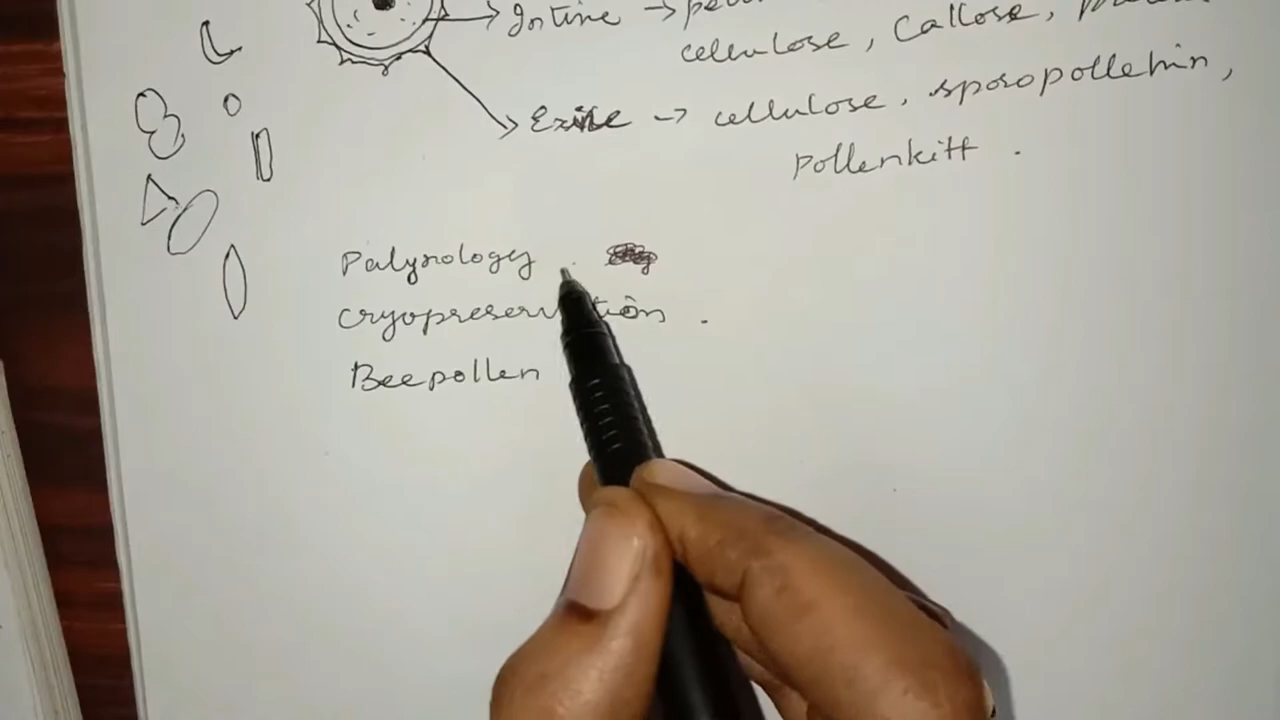 Intine →
cellulose, Callose,
Exine → cellulose, sporopollenin,
pollenkitt.
Palynology
cryopreservation.
Beepollen